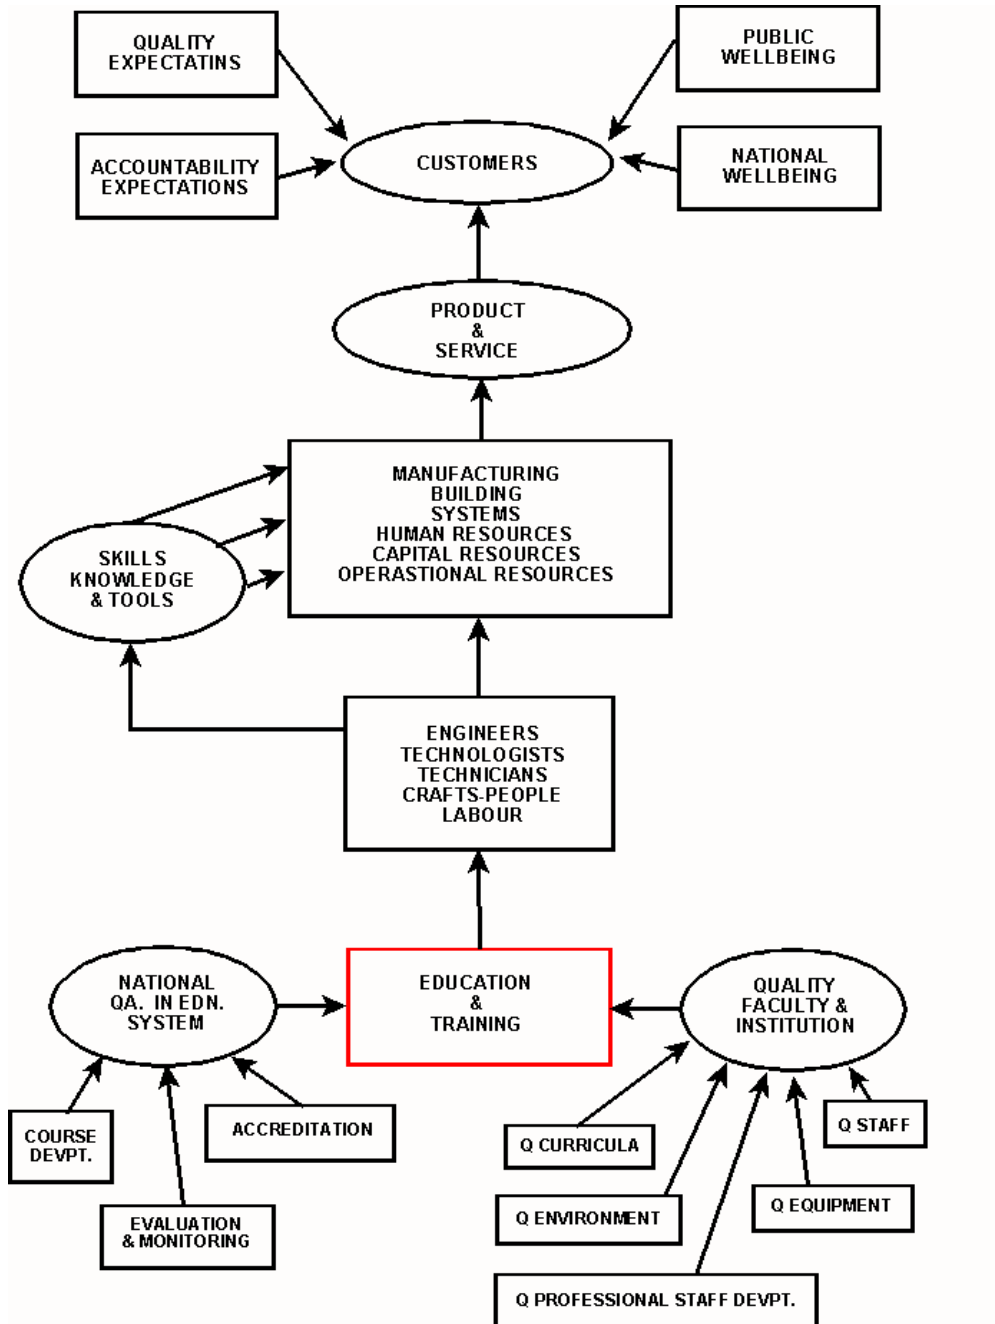 QUALITY
EXPECTATINS
PUBLIC
WELLBEING
ACCOUNTABILITY
EXPECTATIONS
CUSTOMERS
NATIONAL
WELLBEING
PRODUCT
&
SERVICE
MANUFACTURING
BUILDING
SYSTEMS
HUMAN RESOURCES
CAPITAL RESOURCES
OPERASTIONAL RESOURCES
SKILLS
KNOWLEDGE
& TOOLS
ENGINEERS
TECHNOLOGISTS
TECHNICIANS
CRAFTS-PEOPLE
LABOUR
NATIONAL
QA. IN EDN.
SYSTEM
EDUCATION
&
TRAINING
QUALITY
FACULTY &
INSTITUTION
COURSE
DEVPT.
ACCREDITATION
EVALUATION
& MONITORING
Q CURRICULA
Q STAFF
Q ENVIRONMENT
Q EQUIPMENT
Q PROFESSIONAL STAFF DEVPT.